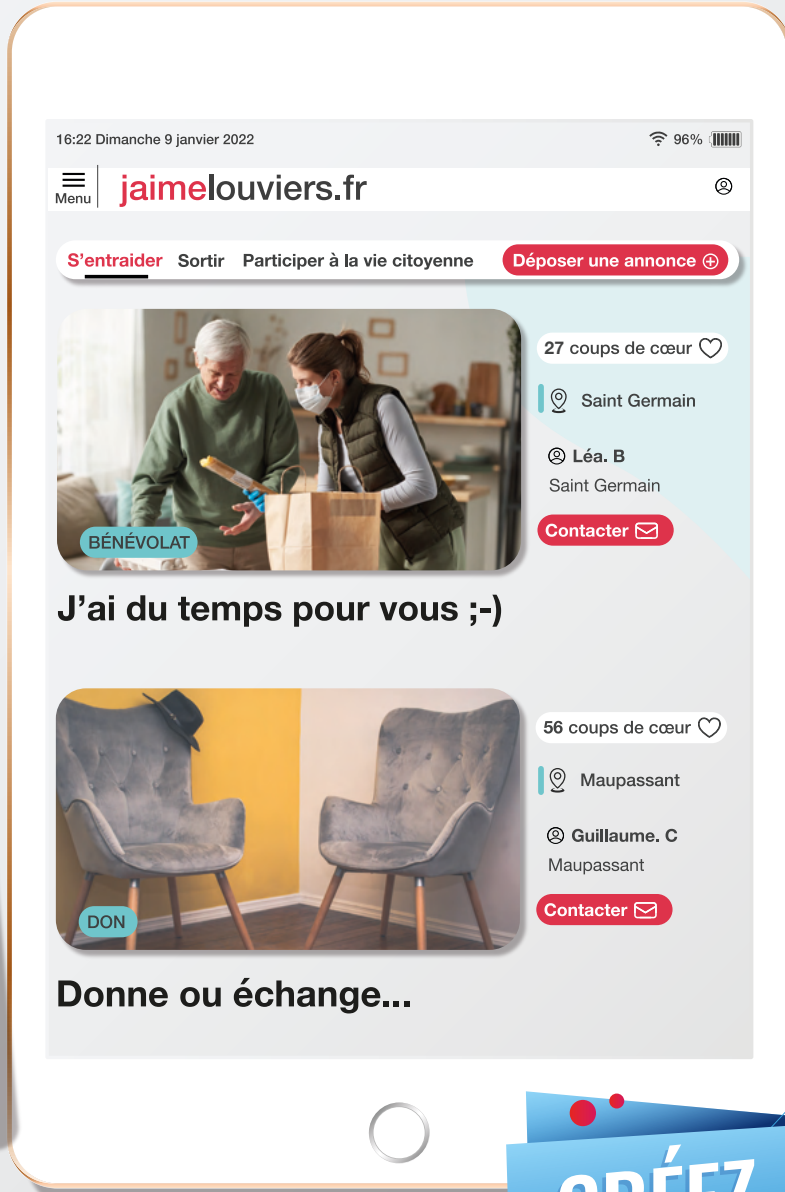 16:22 Dimanche 9 janvier 2022
96%
Menu
jaimelouviers.fr
S'entraider Sortir Participer à la vie citoyenne Déposer une annonce
BÉNÉVOLAT
27 coups de cœur
Saint Germain
Léa. B
Saint Germain
Contacter
J'ai du temps pour vous ;-)
DON
56 coups de cœur
Maupassant
Guillaume. C
Maupassant
Contacter
Donne ou échange...
CRÉEZ